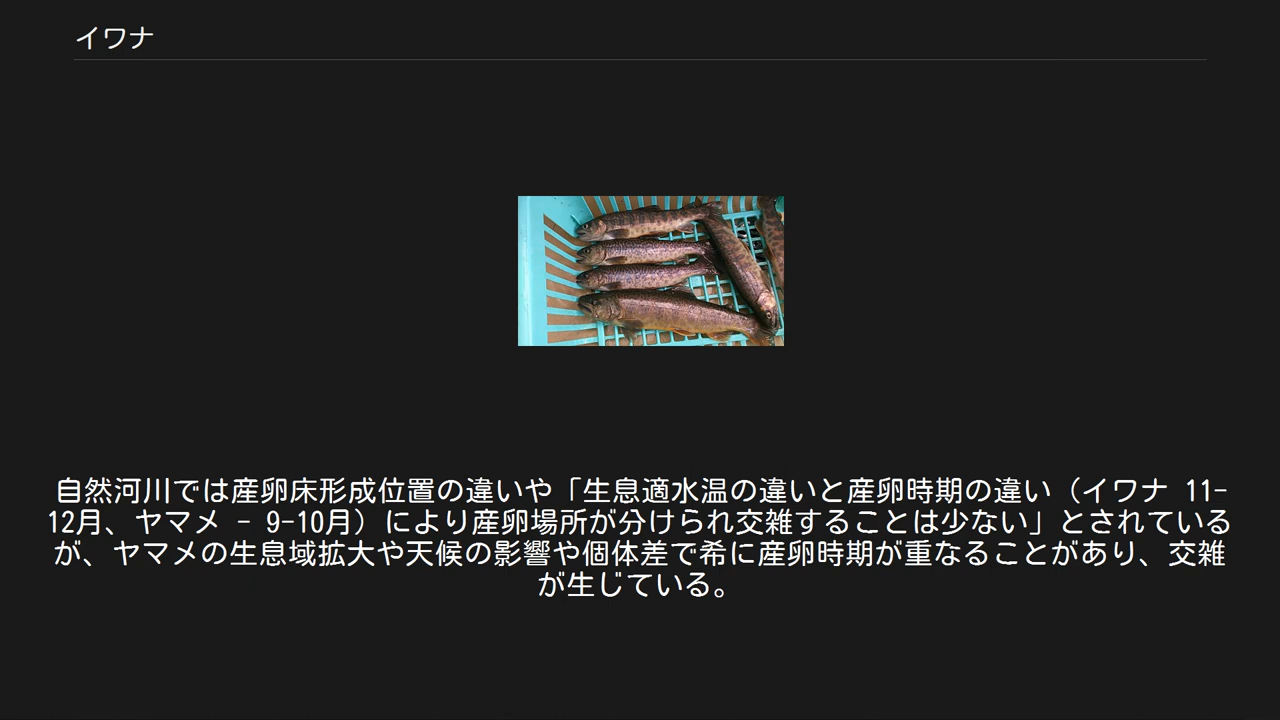 イワナ
自然河川では産卵床形成位置の違いや「生息適水温の違いと産卵時期の違い（イワナ 11-
12月、ヤマメ - 9-10月）により産卵場所が分けられ交雑することは少ない」とされている
が、ヤマメの生息域拡大や天候の影響や個体差で希に産卵時期が重なることがあり、交雑
が生じている。